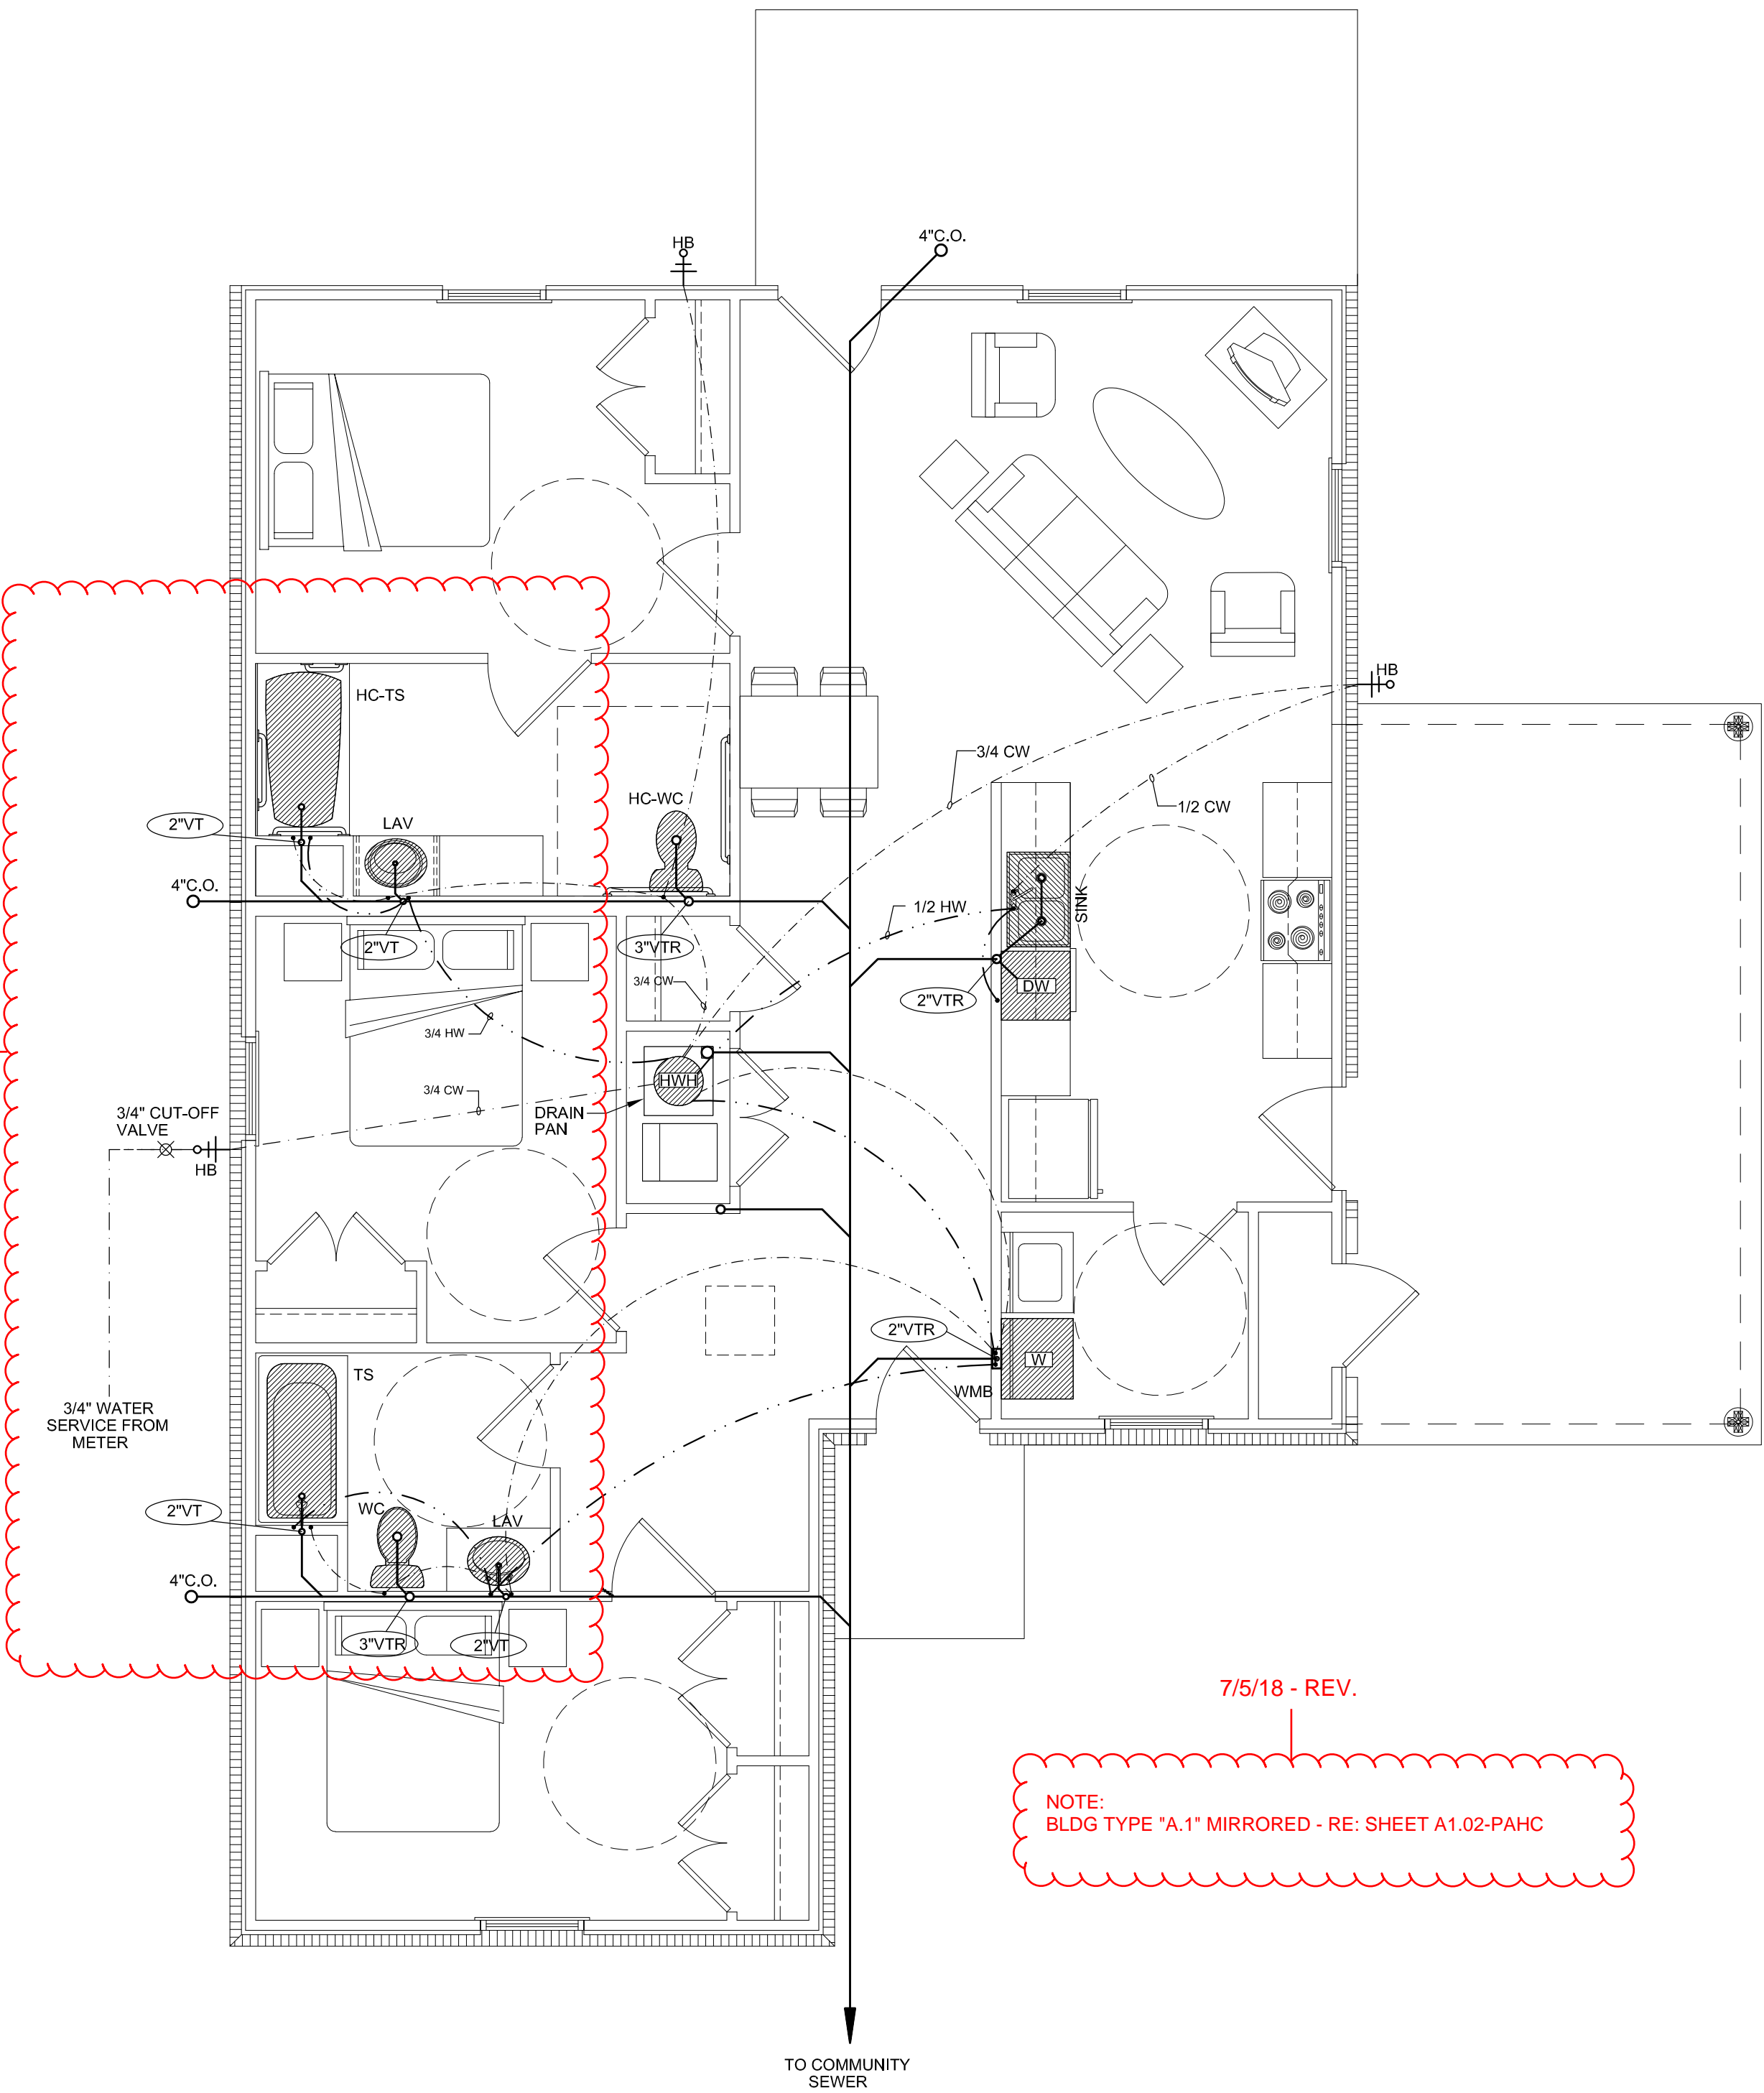 HB
4"C.O.
HC-TS
HB
3/4 CW
HC-WC
1/2 CW
2"VT
LAV
4"C.O.
1/2 HW
SINK
2"VT
3"VTR
3/4 CW
DW
2"VTR
3/4 HW
HWH
3/4 CW
3/4" CUT-OFF
VALVE
DRAIN
PAN
HB
2"VTR
W
TS
WMB
3/4" WATER
SERVICE FROM
METER
2"VT
WC
LAV
4"C.O.
3"VTR
2"VT
7/5/18 - REV.
NOTE:
BLDG TYPE "A.1" MIRRORED - RE: SHEET A1.02-PAHC
TO COMMUNITY
SEWER